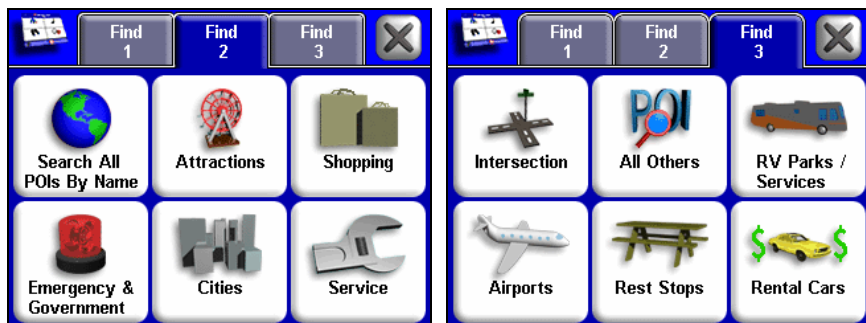 Find
1
Find
2
Find
3
Search All
POIs By Name
Attractions
Shopping
Emergency &
Government
Cities
Service
Find
1
Find
2
Find
3
Intersection
POI
All Others
RV Parks /
Services
Airports
Rest Stops
$ $
Rental Cars